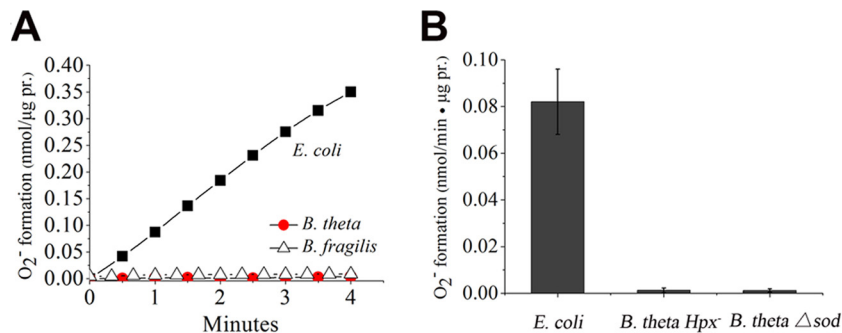 A
O2⁻ formation (nmol/μg pr.)
0.40
0.35
0.30
0.25
0.20
0.15
0.10
0.05
0.00
E. coli
B. theta
B. fragilis
0 1 2 3 4
Minutes
B
O2⁻ formation (nmol/min • μg pr.)
0.10
0.08
0.06
0.04
0.02
0.00
E. coli B. theta Hpx⁻ B. theta △sod